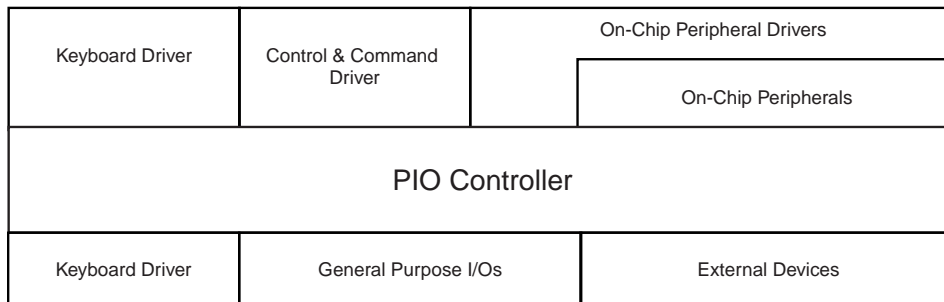 Keyboard Driver
Control & Command
Driver
On-Chip Peripheral Drivers
On-Chip Peripherals
PIO Controller
Keyboard Driver
General Purpose I/Os
External Devices